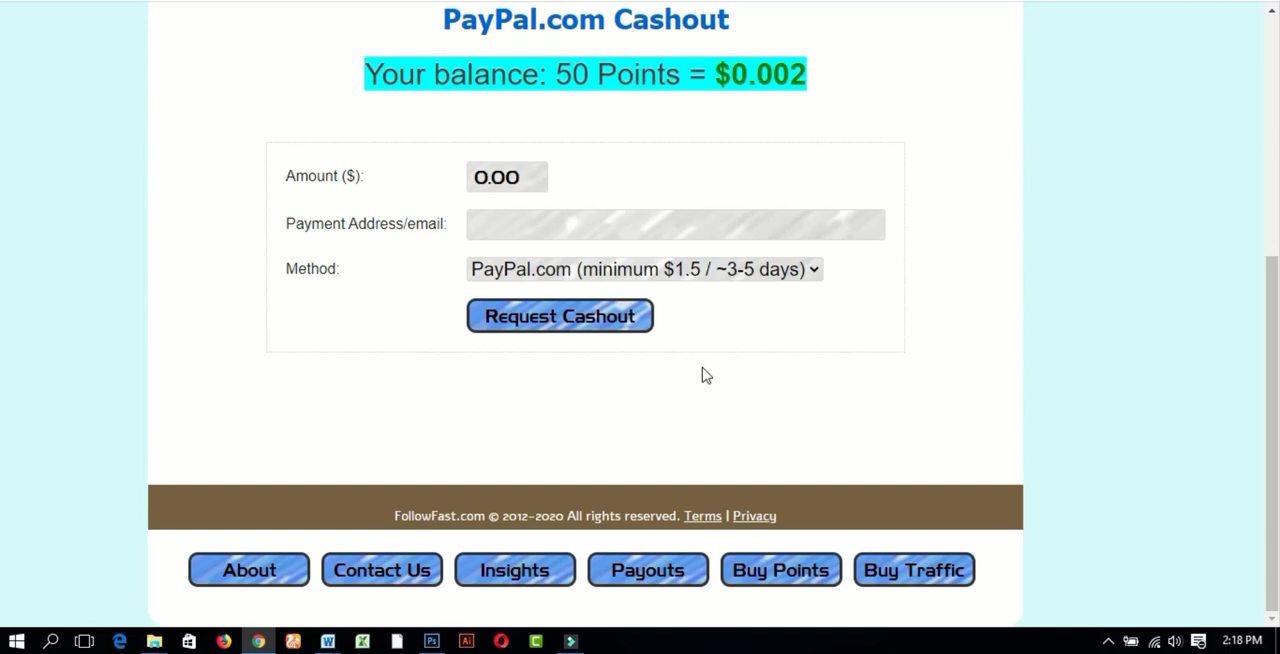 PayPal.com Cashout
Your balance: 50 Points = $0.002
Amount ($):
0.00
Payment Address/email:
Method:
PayPal.com (minimum $1.5 / ~3-5 days)
Request Cashout
FollowFast.com © 2012-2020 All rights reserved. Terms | Privacy
About
Contact Us
Insights
Payouts
Buy Points
Buy Traffic
2:18 PM